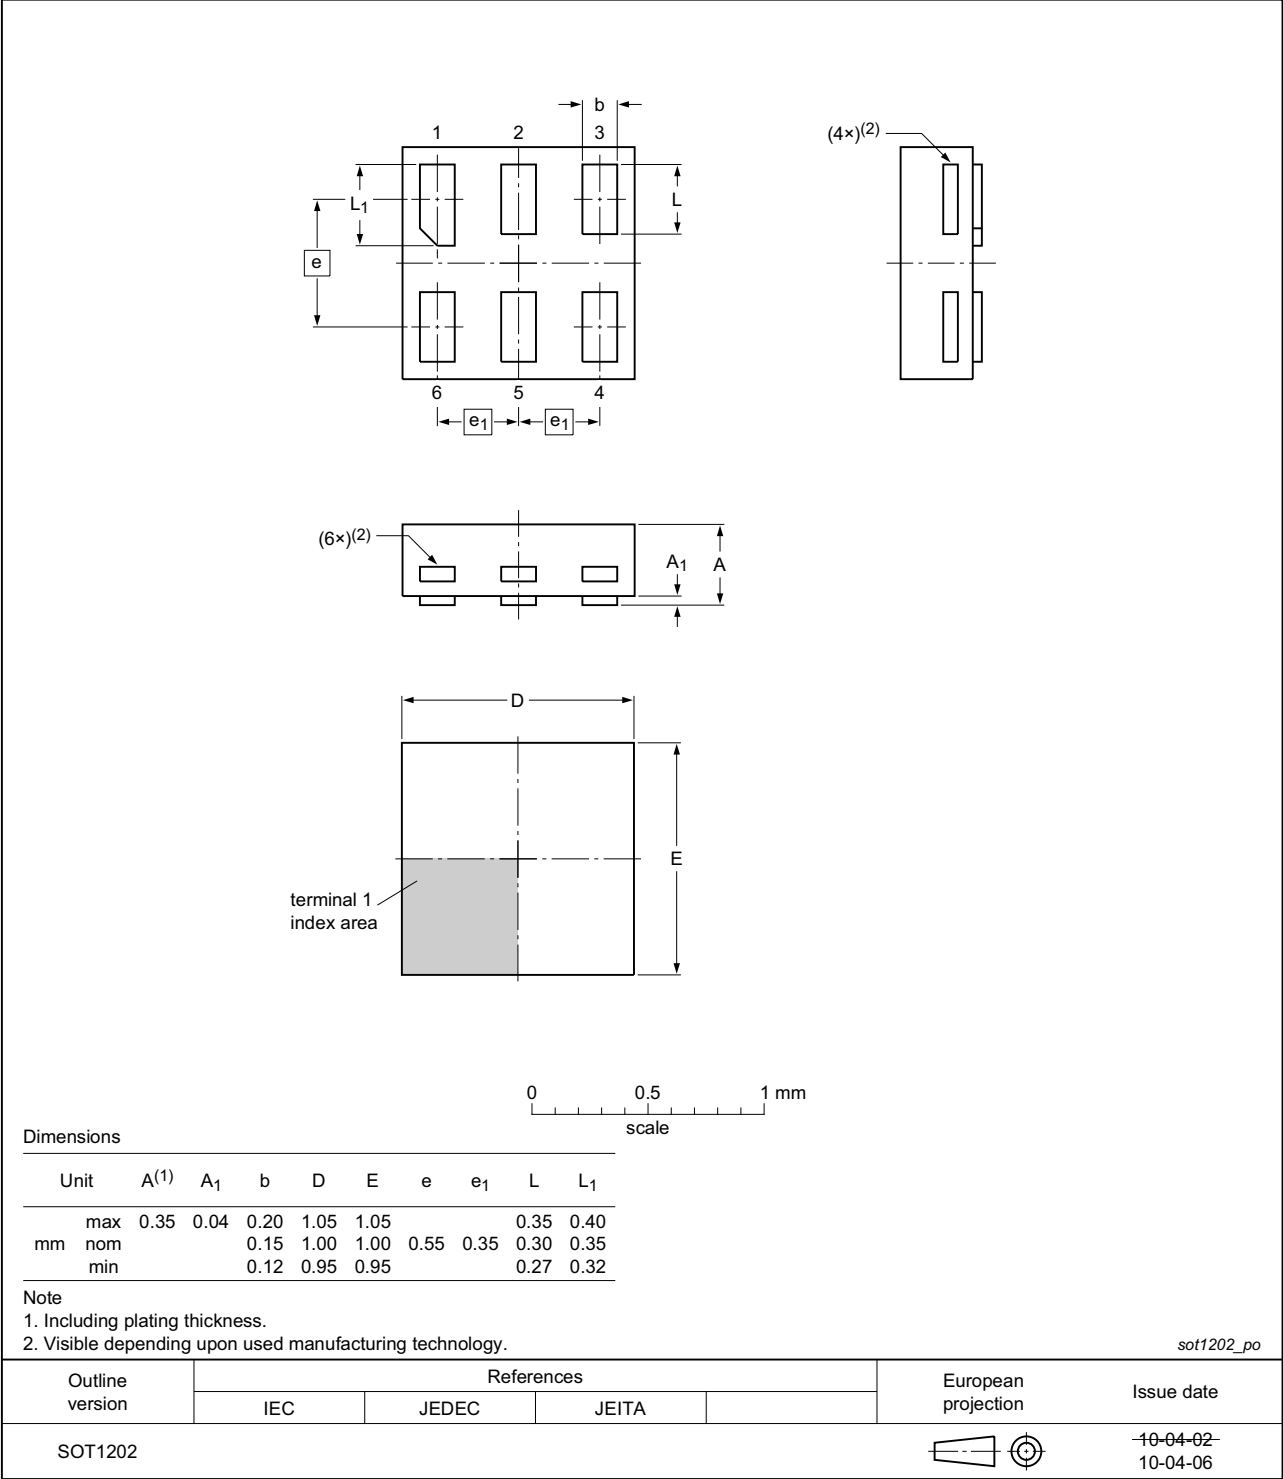 b
1 2 3
(4×)(2)
L1
L
e
6 5 4
e1 e1
(6×)(2)
A1 A
D
E
terminal 1
index area
0 0.5 1 mm
scale
Dimensions
Unit A(1) A1 b D E e e1 L L1
max 0.35 0.04 0.20 1.05 1.05 0.35 0.40
mm nom 0.15 1.00 1.00 0.55 0.35 0.30 0.35
min 0.12 0.95 0.95 0.27 0.32
Note
1. Including plating thickness.
2. Visible depending upon used manufacturing technology.
sot1202_po
Outline version
References
IEC JEDEC JEITA
European projection
Issue date
SOT1202
10-04-02
10-04-06